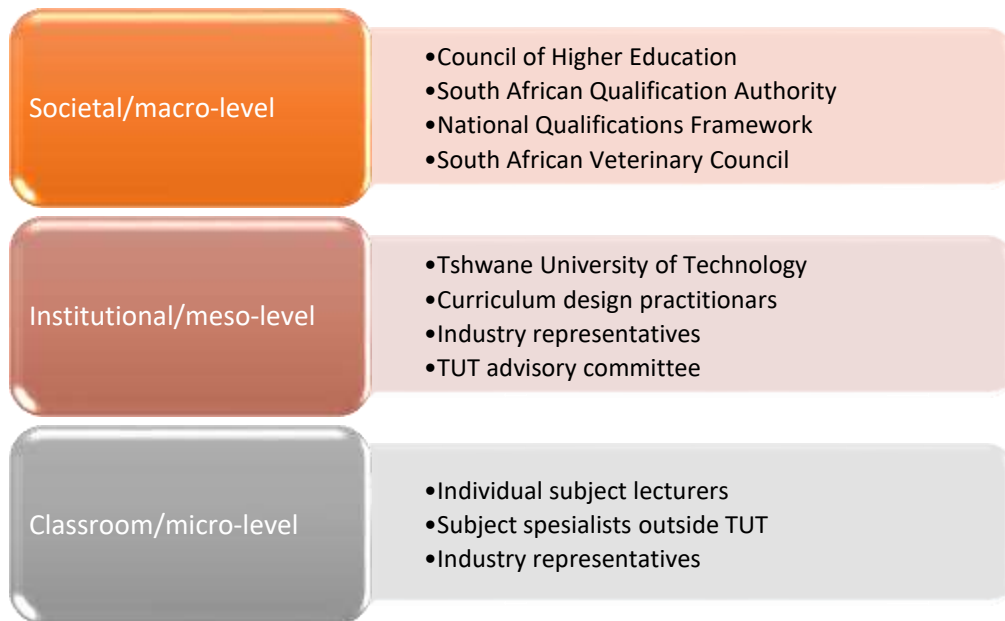 Societal/macro-level
•Council of Higher Education
•South African Qualification Authority
•National Qualifications Framework
•South African Veterinary Council
Institutional/meso-level
•Tshwane University of Technology
•Curriculum design practitionars
•Industry representatives
•TUT advisory committee
Classroom/micro-level
•Individual subject lecturers
•Subject spesialists outside TUT
•Industry representatives